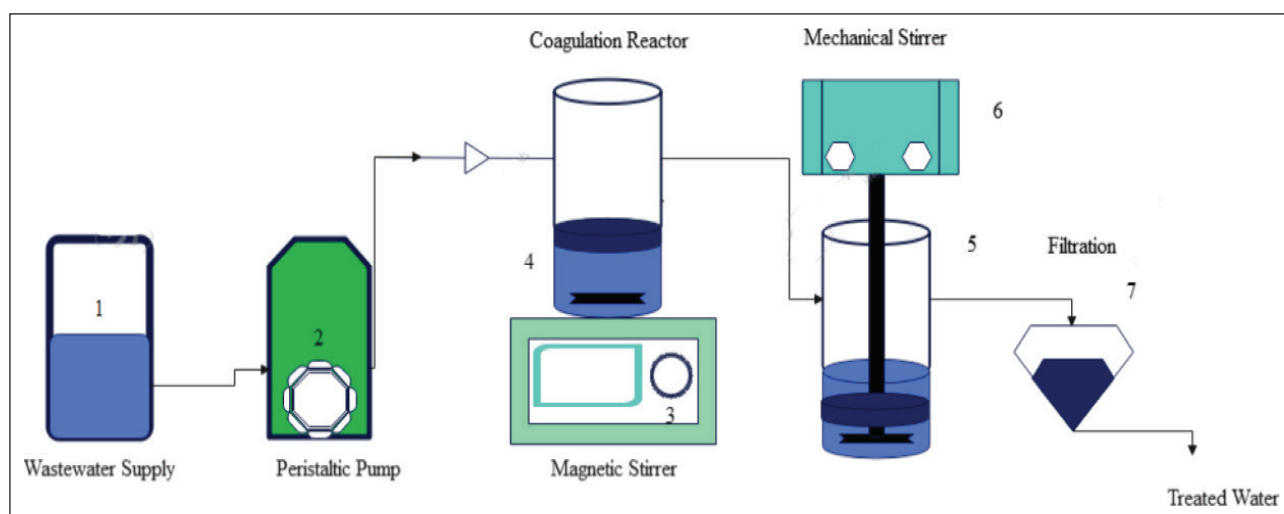 Coagulation Reactor
Mechanical Stirrer
6
5
Filtration
4
7
1
2
3
Wastewater Supply
Peristaltic Pump
Magnetic Stirrer
Treated Water